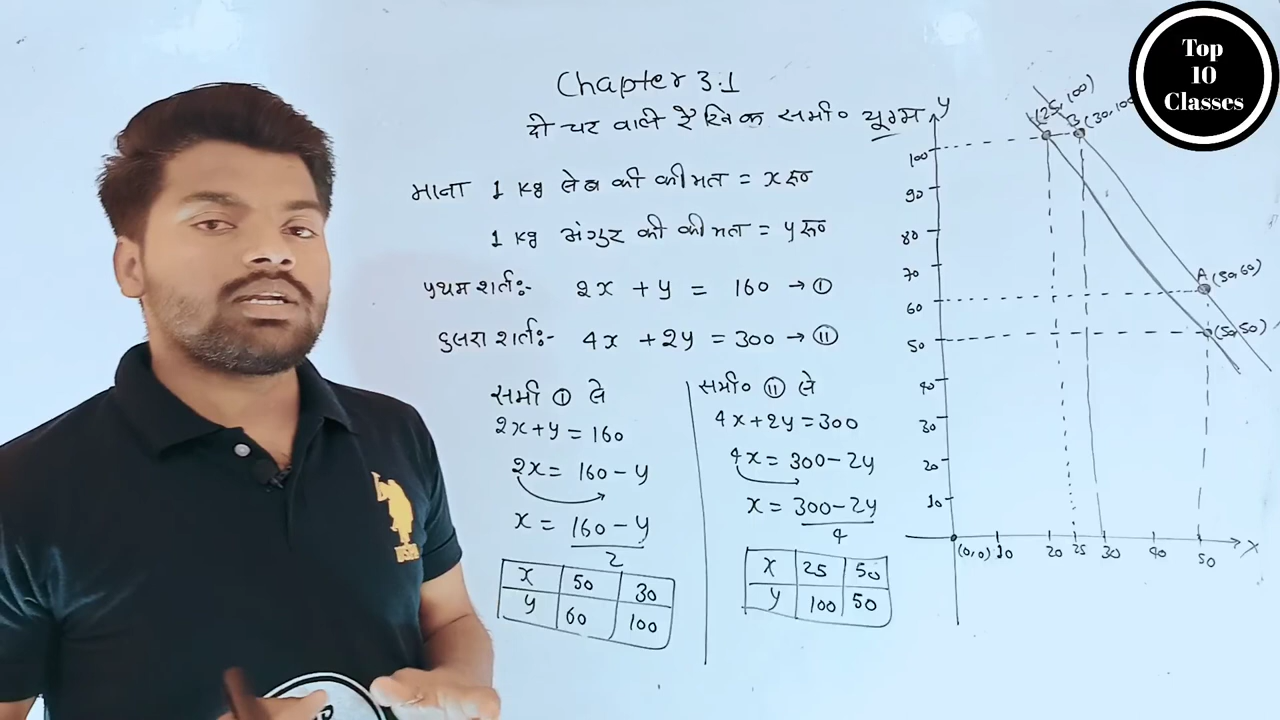 Top
10
Classes
Chapter 3.1
दो चर वाले रैखिक समी० युग्म
माना 1 kg सेब की कीमत = x रु०
1 kg अंगुर की कीमत = y रु०
प्रथम शर्त:- 2x + y = 160 → ①
दुसरा शर्त:- 4x + 2y = 300 → ⑪
समी ① से
2x + y = 160
2x = 160 - y
x = 160 - y
2
x 50 30
y 60 100
समी० ⑪ से
4x + 2y = 300
4x = 300 - 2y
x = 300 - 2y
4
x 25 50
y 100 50
y
(25, 100)
B (30, 100
100
90
80
70
60
50
40
30
20
10
A (50, 60)
(50, 50)
(0,0) 10 20 25 30 40 50 X